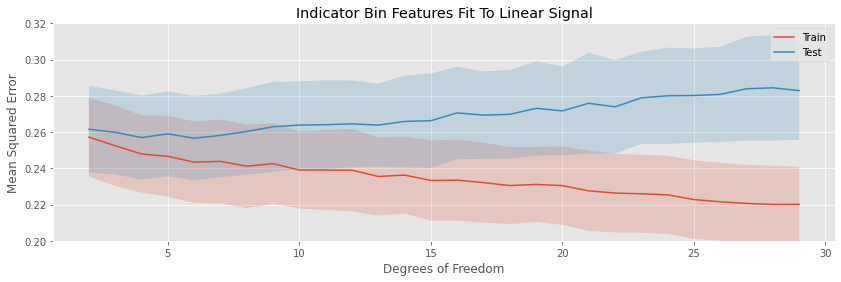 Indicator Bin Features Fit To Linear Signal
Train
Test
Mean Squared Error
0.32
0.30
0.28
0.26
0.24
0.22
0.20
5 10 15 20 25 30
Degrees of Freedom